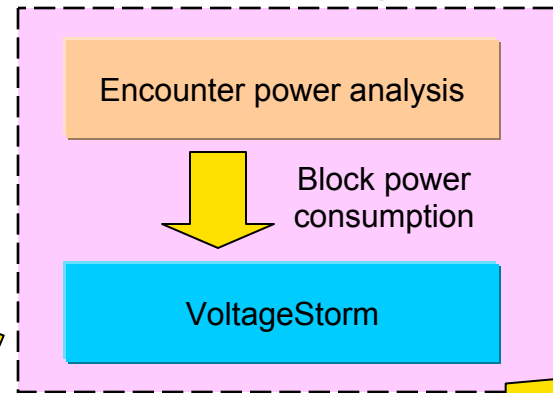 Encounter power analysis
Block power
consumption
VoltageStorm